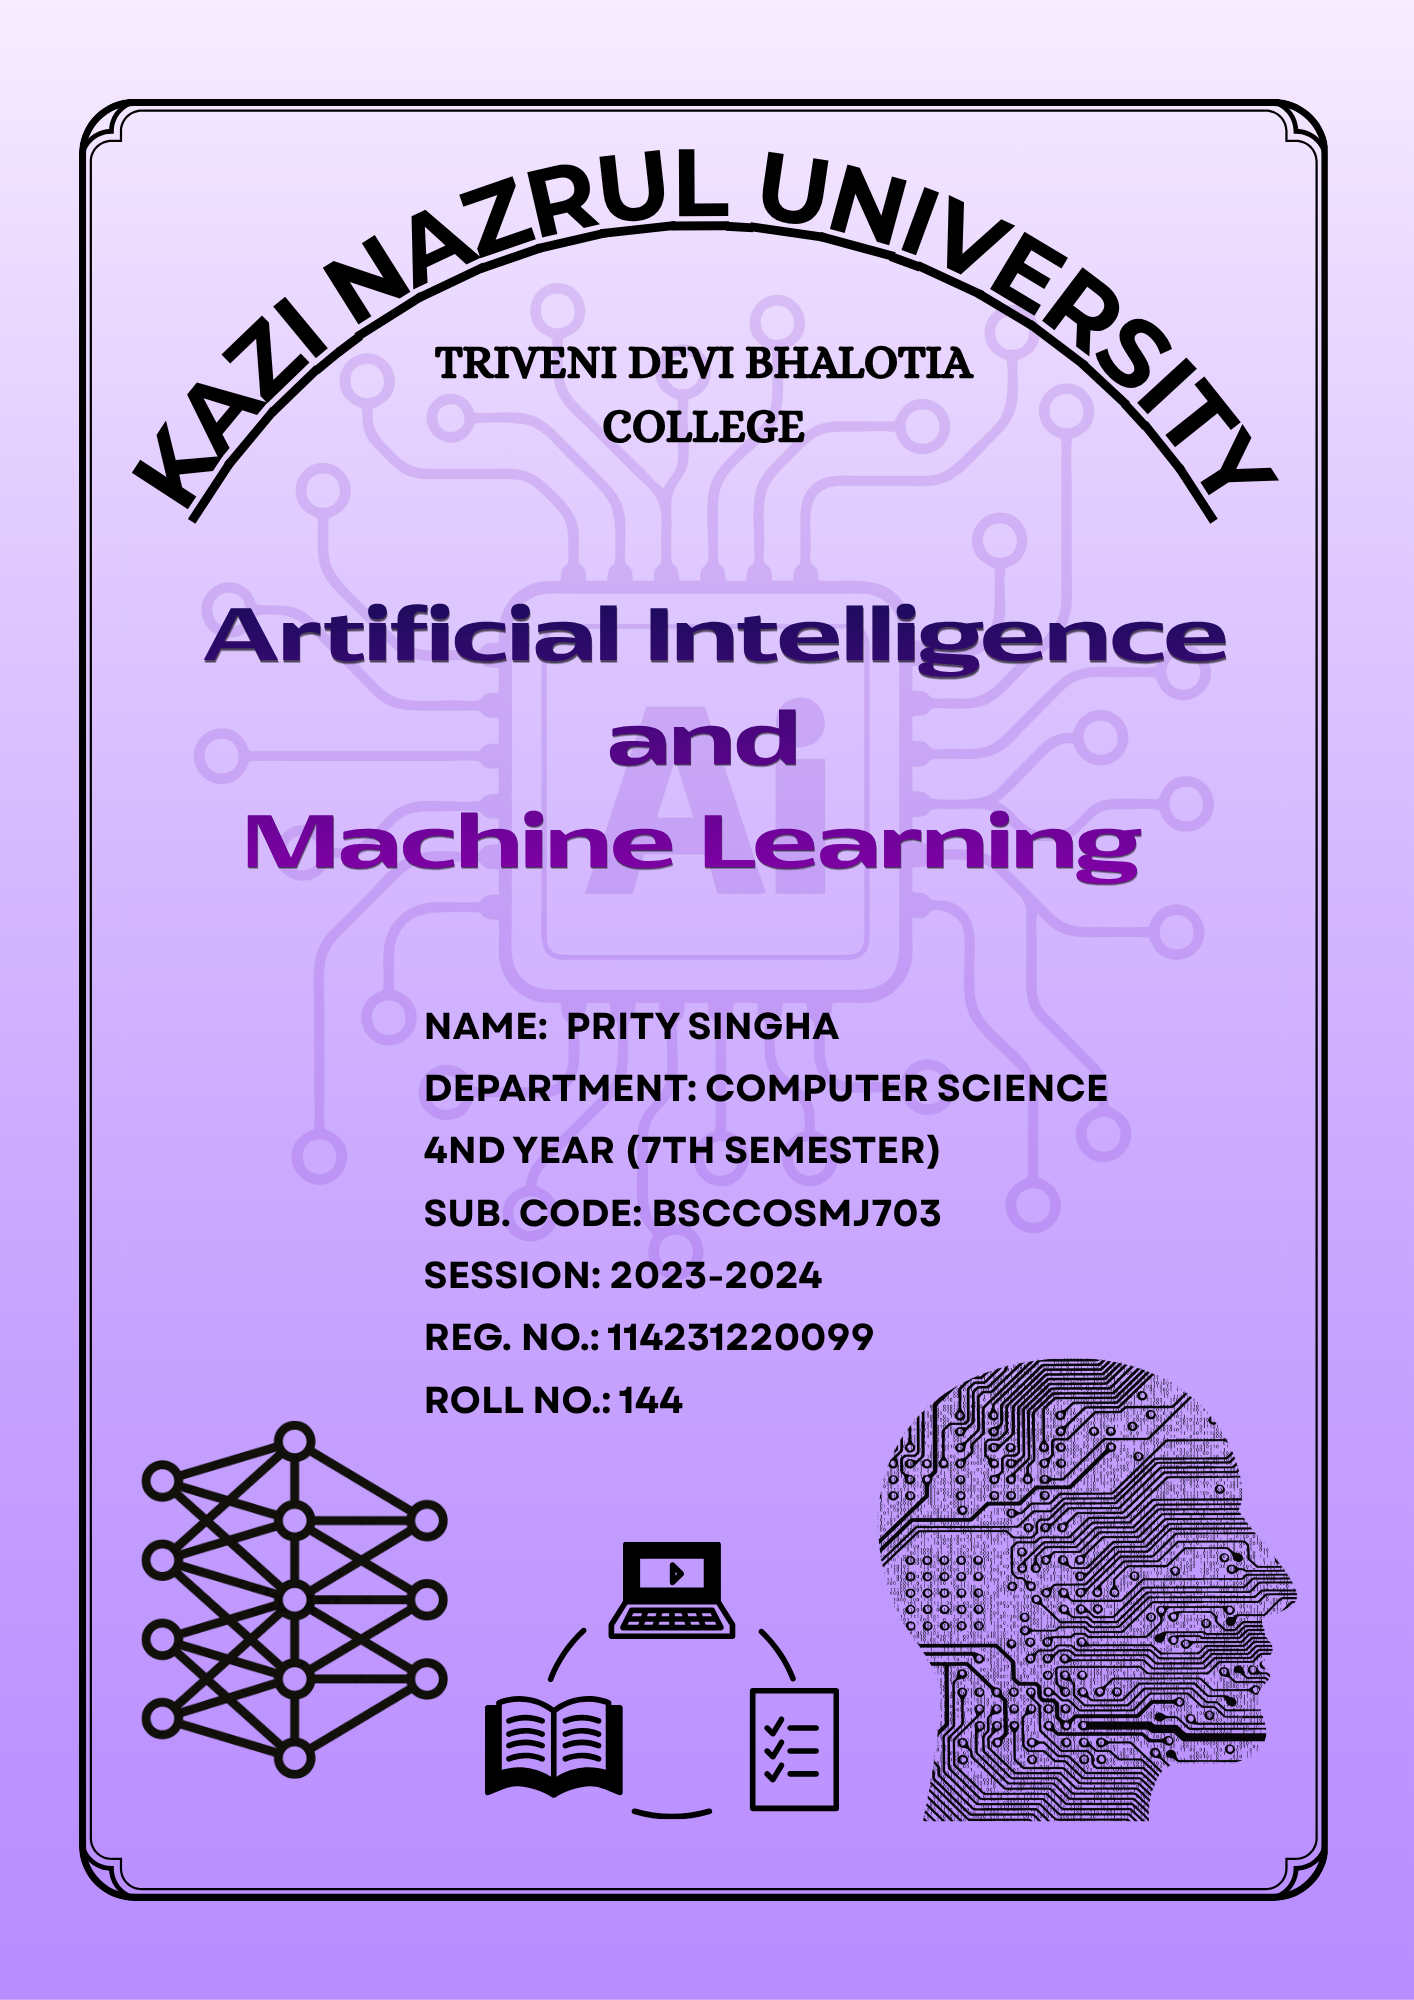 KAZI NAZRUL UNIVERSITY
TRIVENI DEVI BHALOTIA
COLLEGE
Artificial Intelligence
and
Machine Learning
Ai
NAME:  PRITY SINGHA
DEPARTMENT: COMPUTER SCIENCE
4ND YEAR (7TH SEMESTER)
SUB. CODE: BSCCOSMJ703
SESSION: 2023-2024
REG. NO.: 114231220099
ROLL NO.: 144